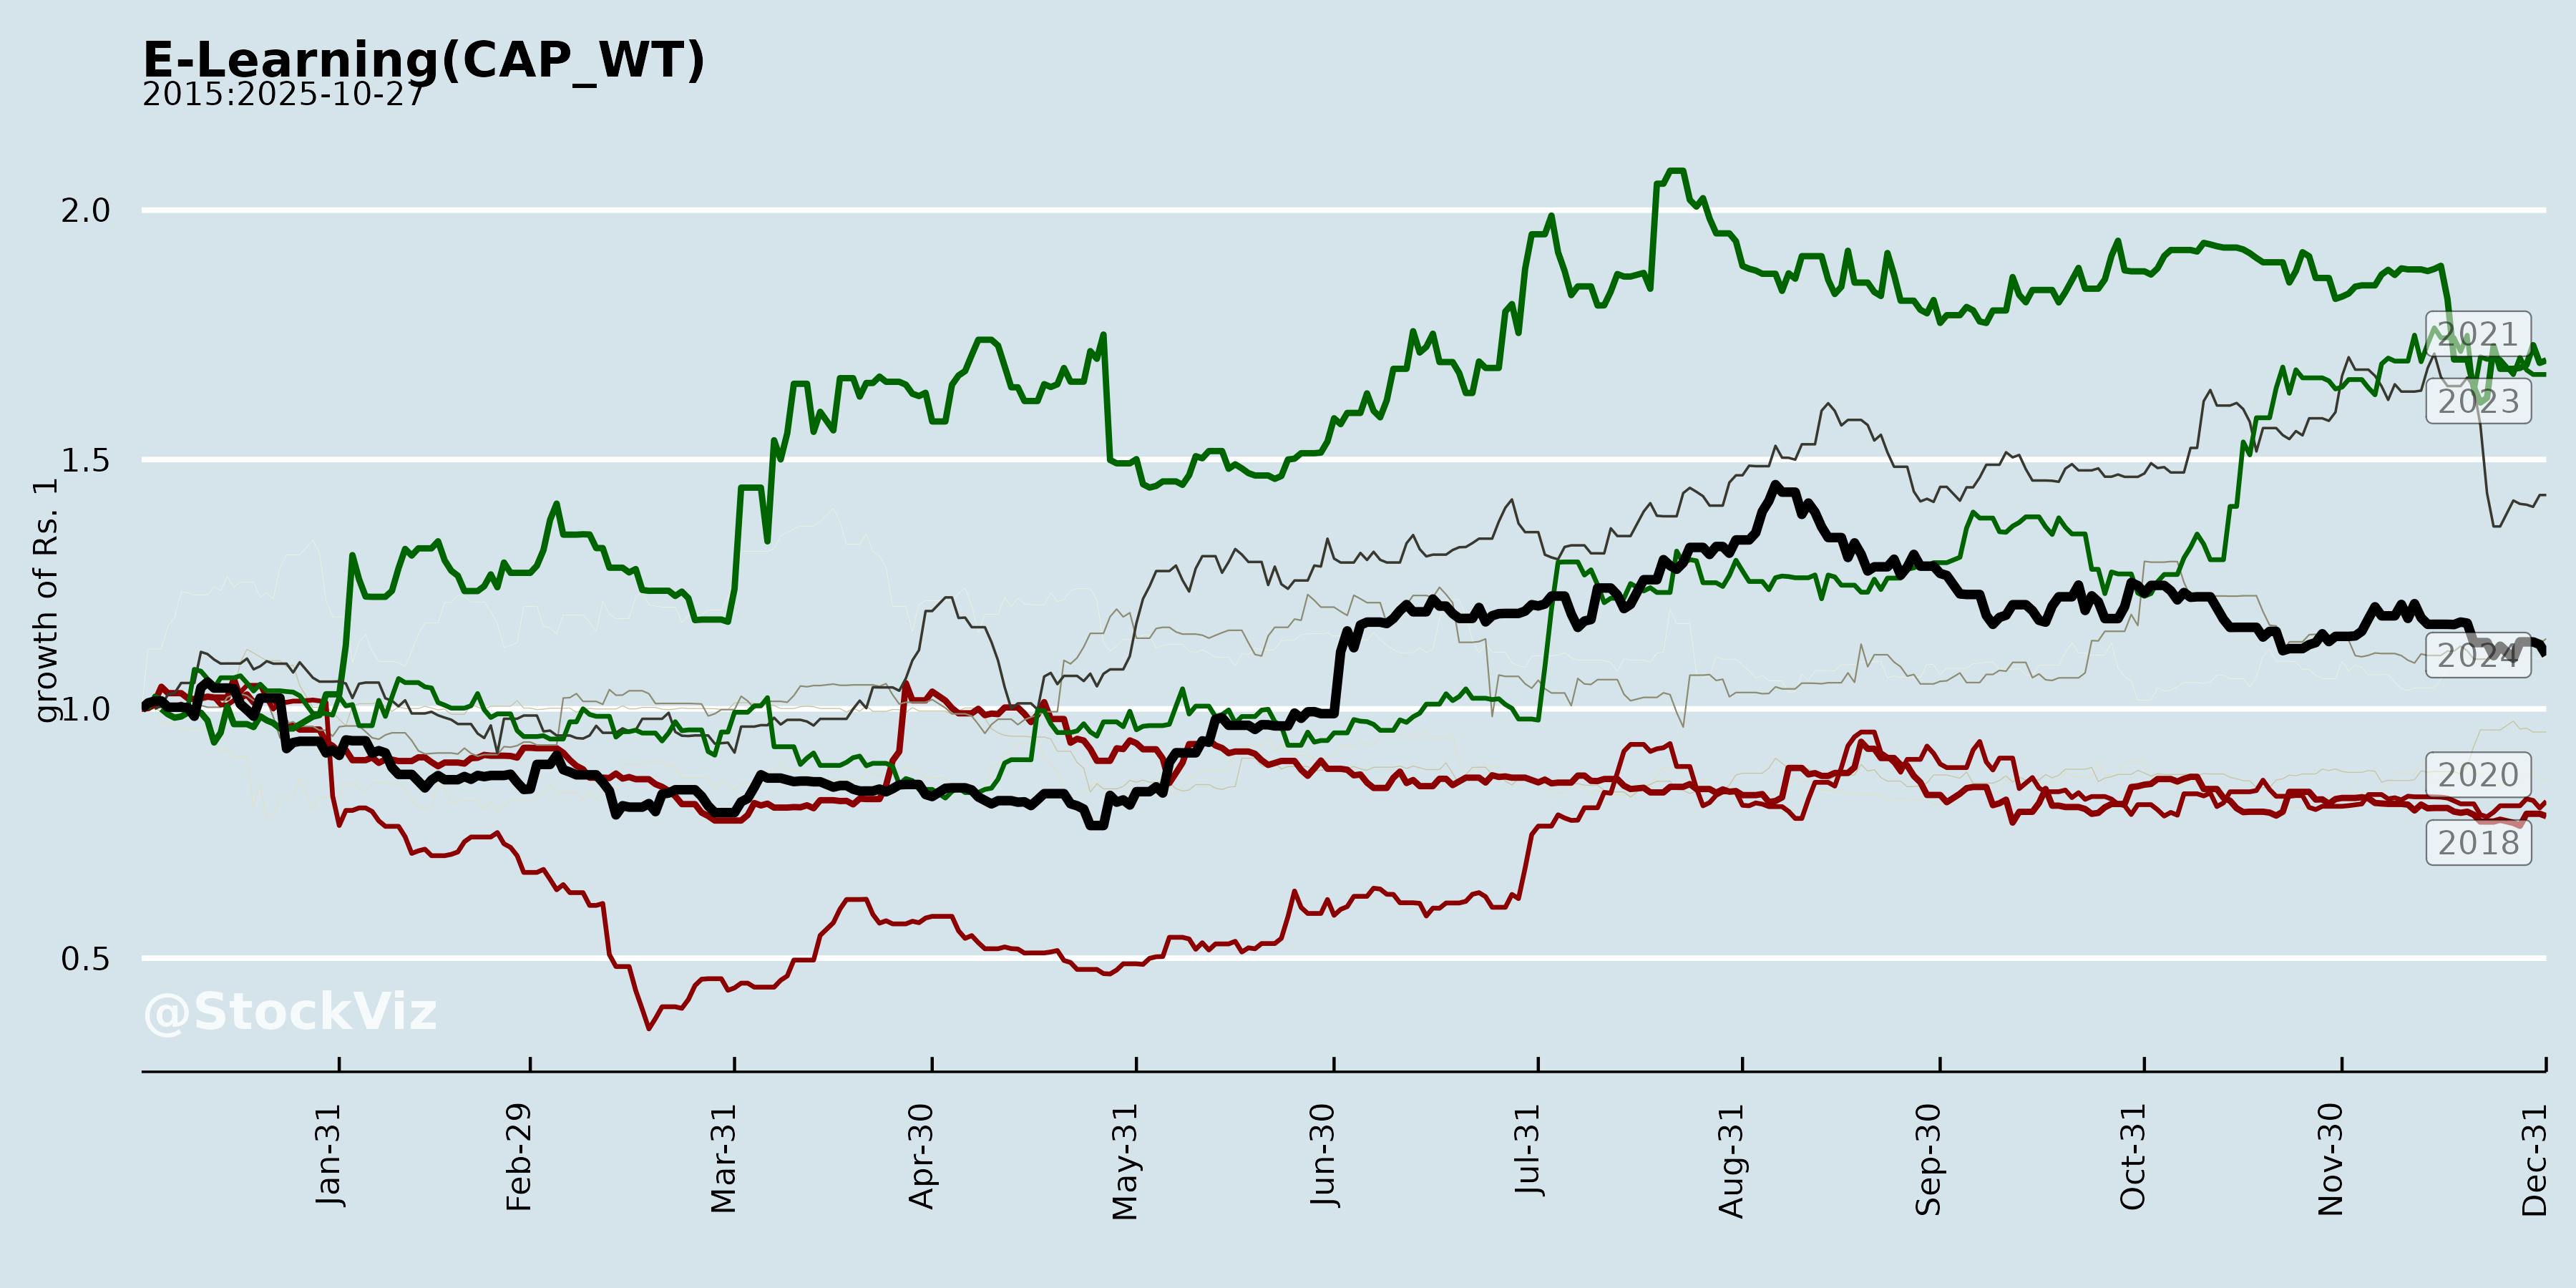 E-Learning(CAP_WT)
2015:2025-10-27
growth of Rs. 1
2.0
1.5
1.0
0.5
2021
2023
2024
2020
2018
@StockViz
Jan-31
Feb-29
Mar-31
Apr-30
May-31
Jun-30
Jul-31
Aug-31
Sep-30
Oct-31
Nov-30
Dec-31